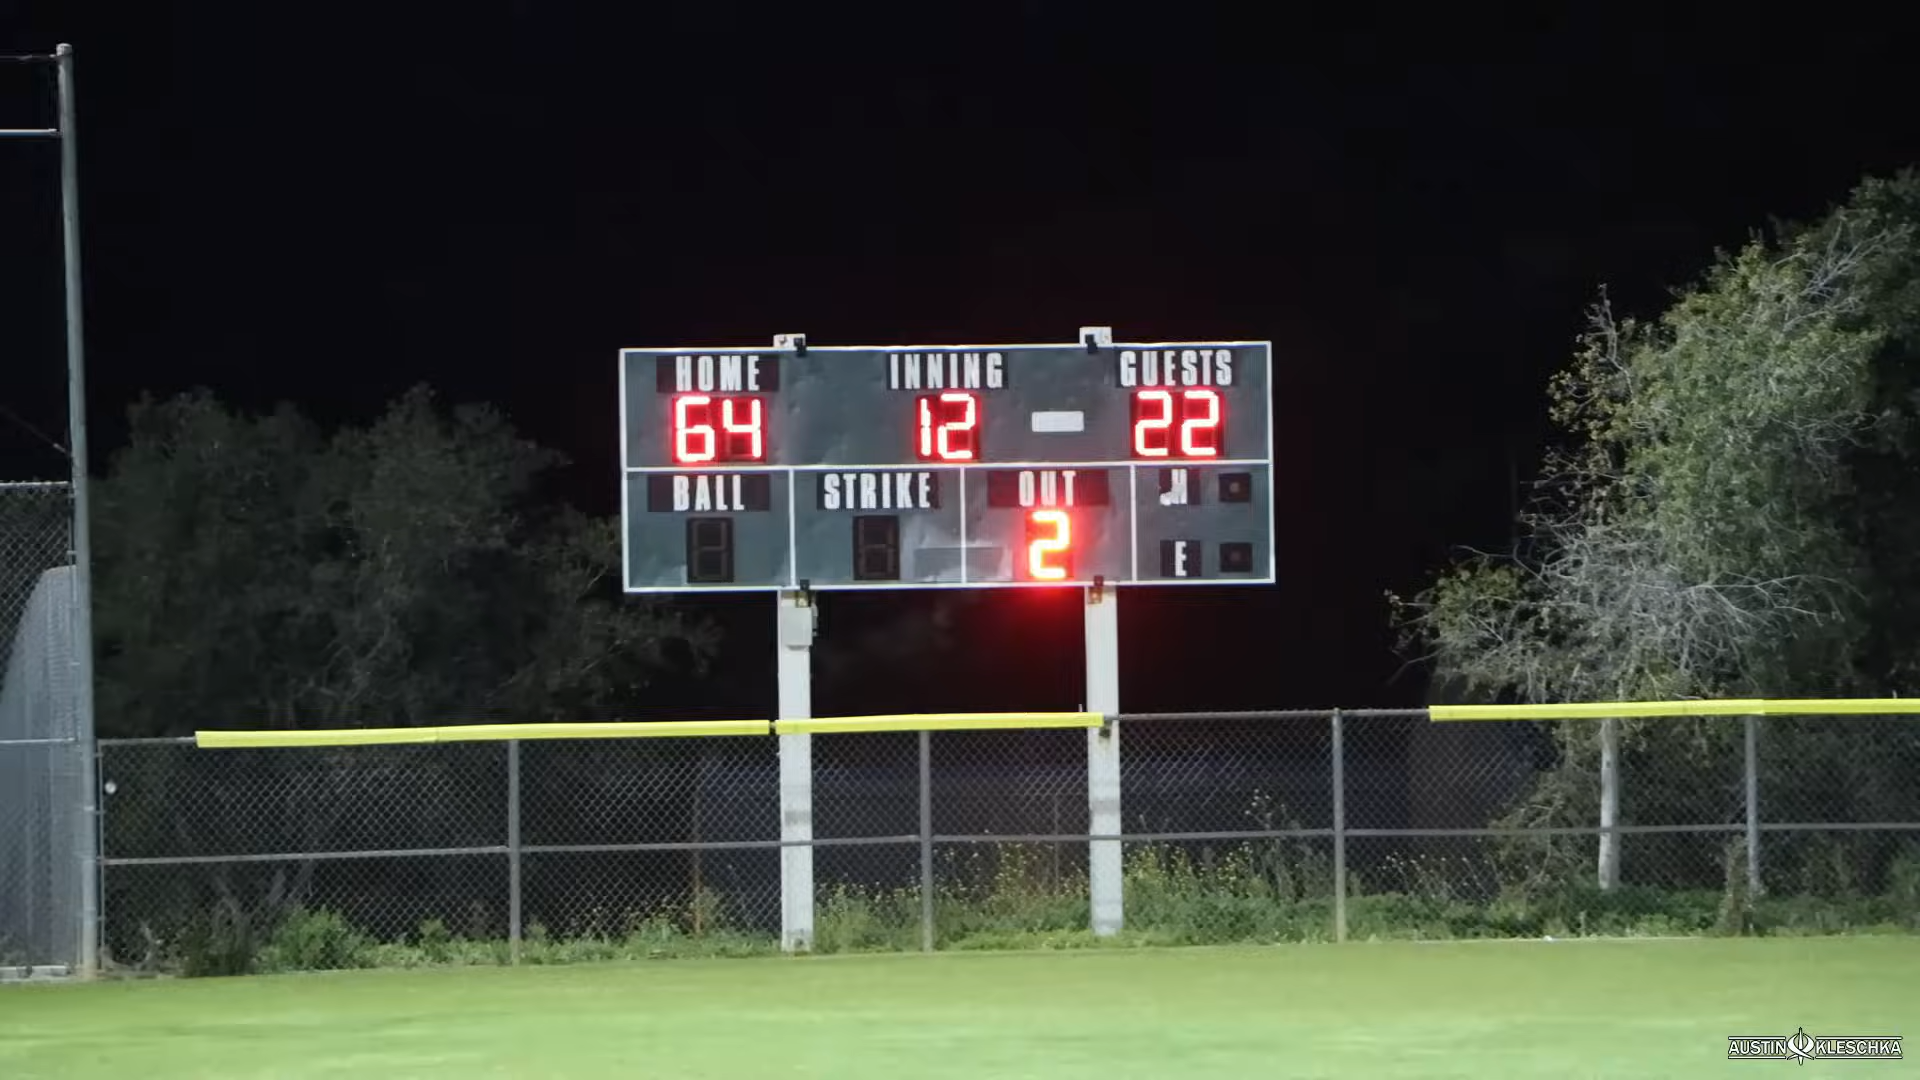 HOME INNING GUESTS
64 12 22
BALL STRIKE OUT H
2
E
AUSTIN KLESCHKA